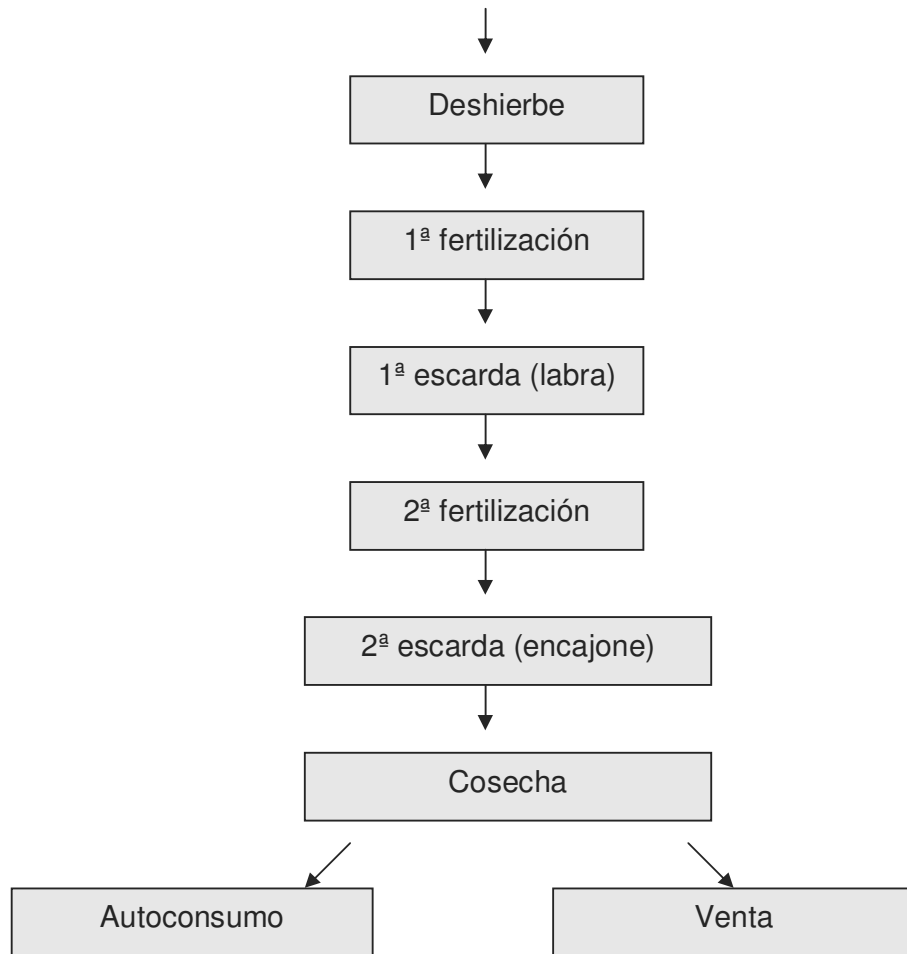 Deshierbe
1ª fertilización
1ª escarda (labra)
2ª fertilización
2ª escarda (encajone)
Cosecha
Autoconsumo
Venta